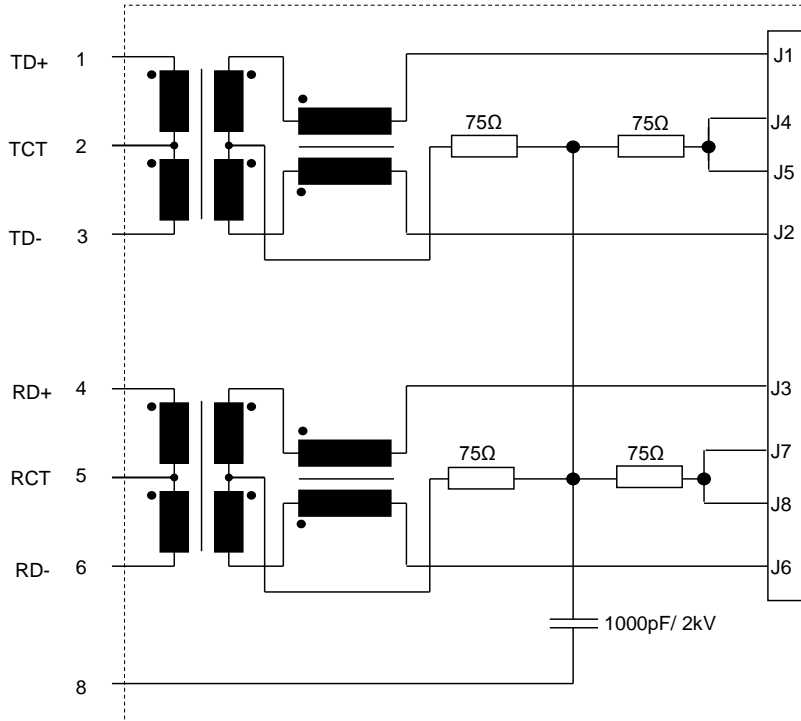 TD+ 1 J1
75Ω 75Ω J4
TCT 2
J5
TD- 3 J2
RD+ 4 J3
75Ω 75Ω J7
RCT 5
J8
RD- 6 J6
1000pF/ 2kV
8